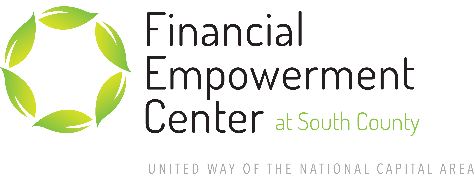 Financial
Empowerment
Center at South County
UNITED WAY OF THE NATIONAL CAPITAL AREA